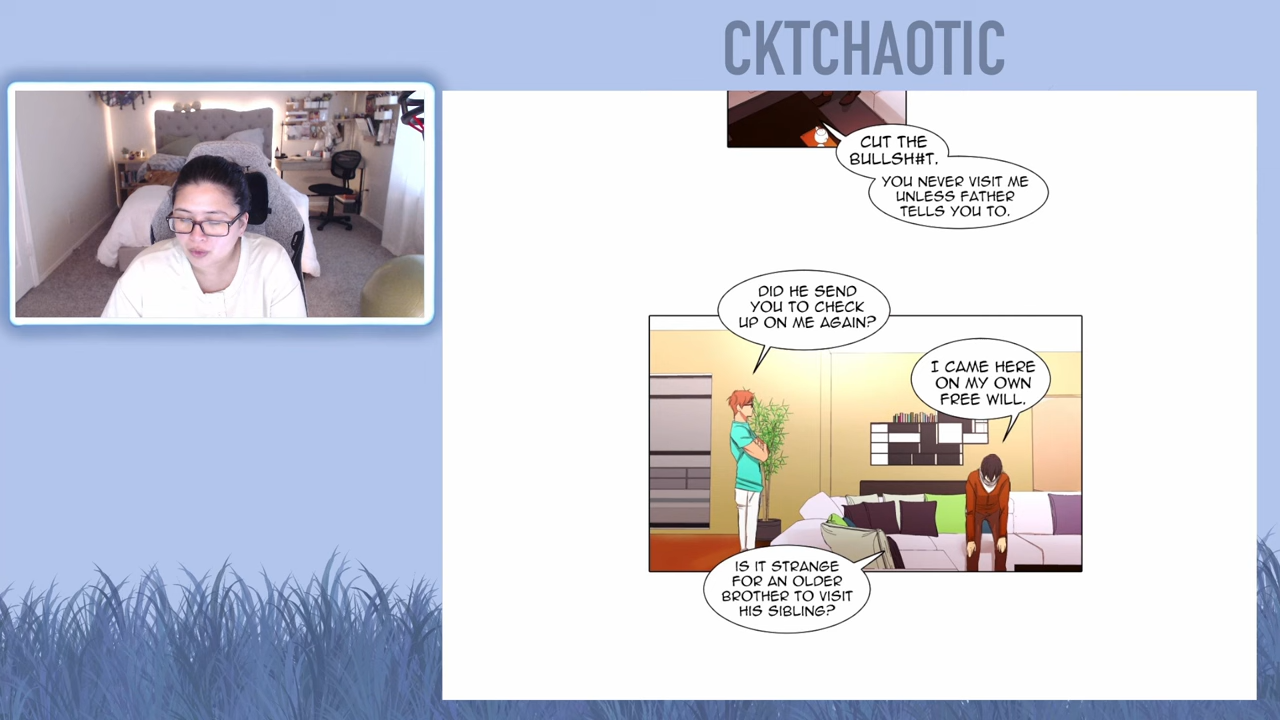 CKTCHAOTIC
CUT THE
BULLSH#T.
YOU NEVER VISIT ME
UNLESS FATHER
TELLS YOU TO.
DID HE SEND
YOU TO CHECK
UP ON ME AGAIN?
I CAME HERE
ON MY OWN
FREE WILL.
IS IT STRANGE
FOR AN OLDER
BROTHER TO VISIT
HIS SIBLING?